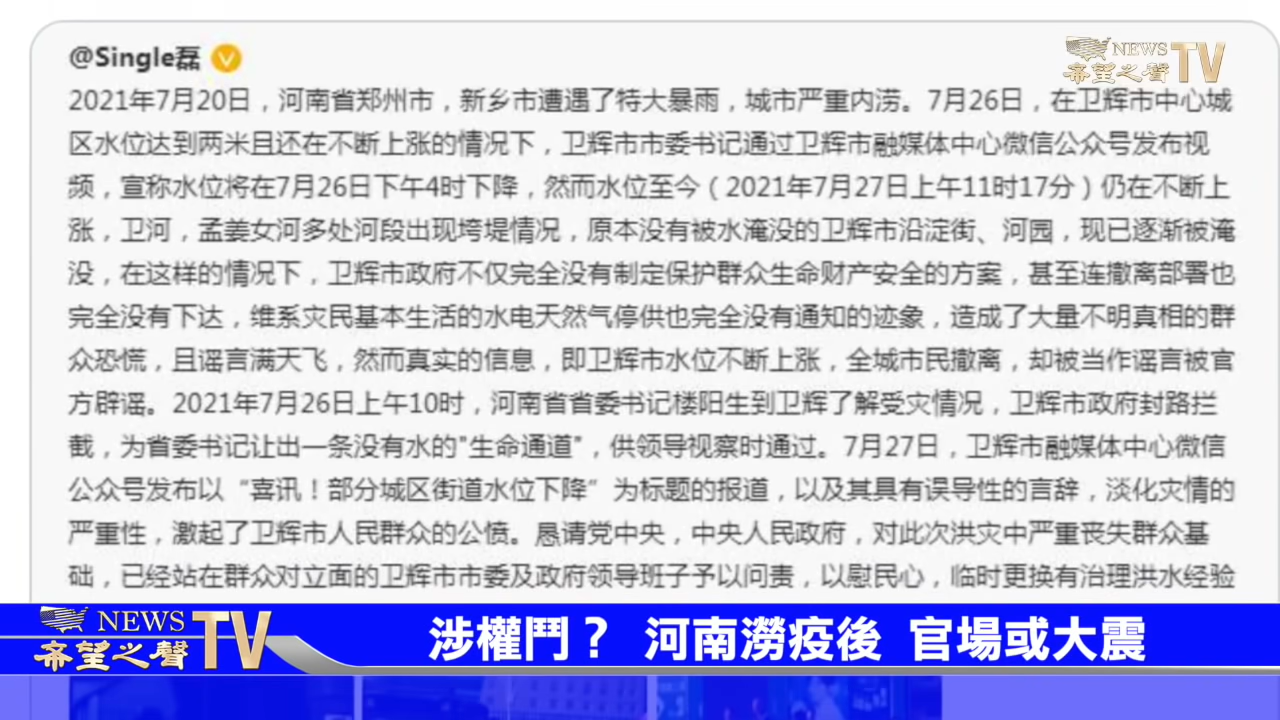 @Single磊
NEWS
希望之聲TV
2021年7月20日，河南省郑州市，新乡市遭遇了特大暴雨，城市严重内涝。7月26日，在卫辉市中心城
区水位达到两米且还在不断上涨的情况下，卫辉市市委书记通过卫辉市融媒体中心微信公众号发布视
频，宣称水位将在7月26日下午4时下降，然而水位至今（2021年7月27日上午11时17分）仍在不断上
涨，卫河，孟姜女河多处河段出现垮堤情况，原本没有被水淹没的卫辉市沿淀街、河园，现已逐渐被淹
没，在这样的情况下，卫辉市政府不仅完全没有制定保护群众生命财产安全的方案，甚至连撤离部署也
完全没有下达，维系灾民基本生活的水电天然气停供也完全没有通知的迹象，造成了大量不明真相的群
众恐慌，且谣言满天飞，然而真实的信息，即卫辉市水位不断上涨，全城市民撤离，却被当作谣言被官
方辟谣。2021年7月26日上午10时，河南省省委书记楼阳生到卫辉了解受灾情况，卫辉市政府封路拦
截，为省委书记让出一条没有水的"生命通道"，供领导视察时通过。7月27日，卫辉市融媒体中心微信
公众号发布以“喜讯！部分城区街道水位下降”为标题的报道，以及其具有误导性的言辞，淡化灾情的
严重性，激起了卫辉市人民群众的公愤。恳请党中央，中央人民政府，对此次洪灾中严重丧失群众基
础，已经站在群众对立面的卫辉市市委及政府领导班子予以问责，以慰民心，临时更换有治理洪水经验
NEWS
希望之聲TV
涉權鬥？ 河南澇疫後 官場或大震